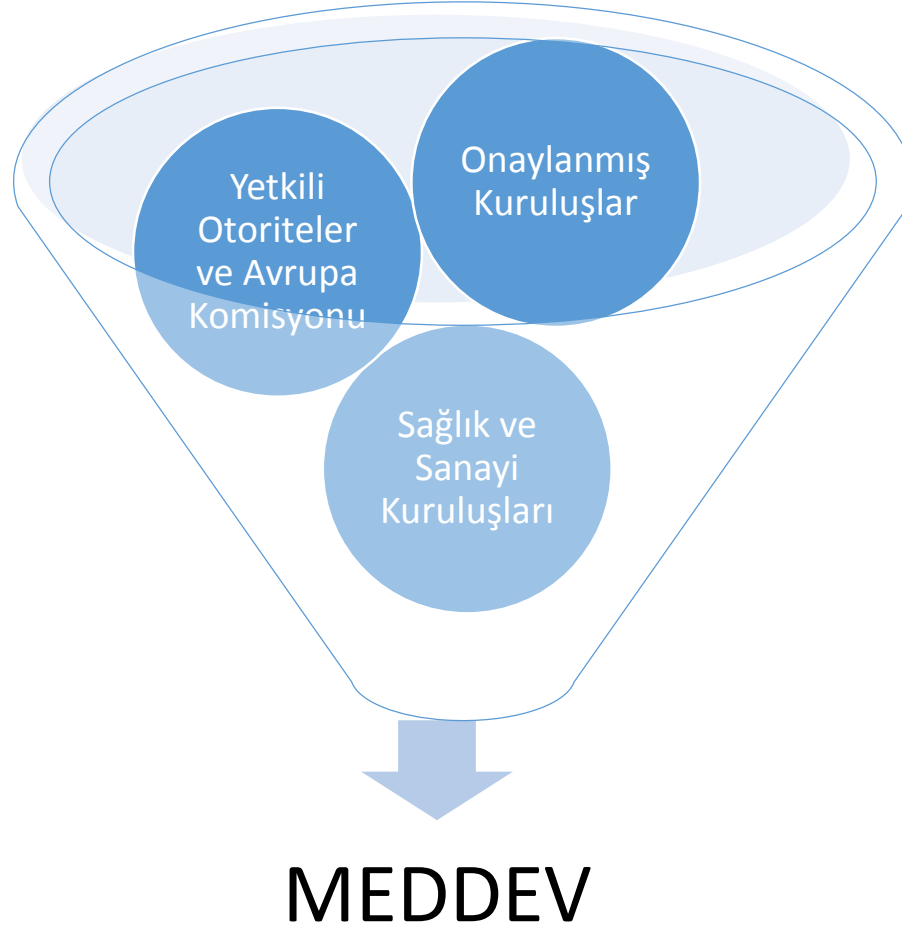 Yetkili
Otoriteler
ve Avrupa
Komisyonu
Onaylanmış
Kuruluşlar
Sağlık ve
Sanayi
Kuruluşları
MEDDEV